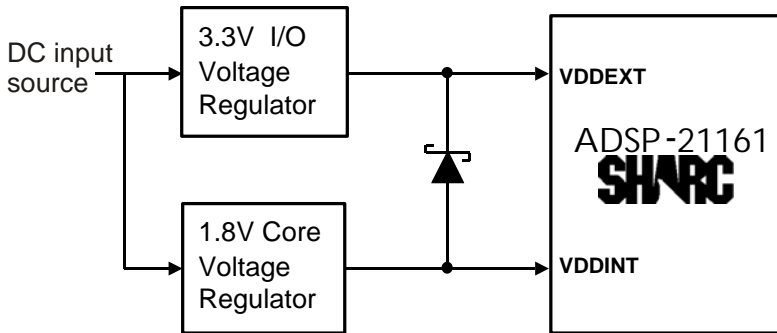 DC input
source
3.3V I/O
Voltage
Regulator
1.8V Core
Voltage
Regulator
VDDEXT
ADSP-21161
SHARC
VDDINT